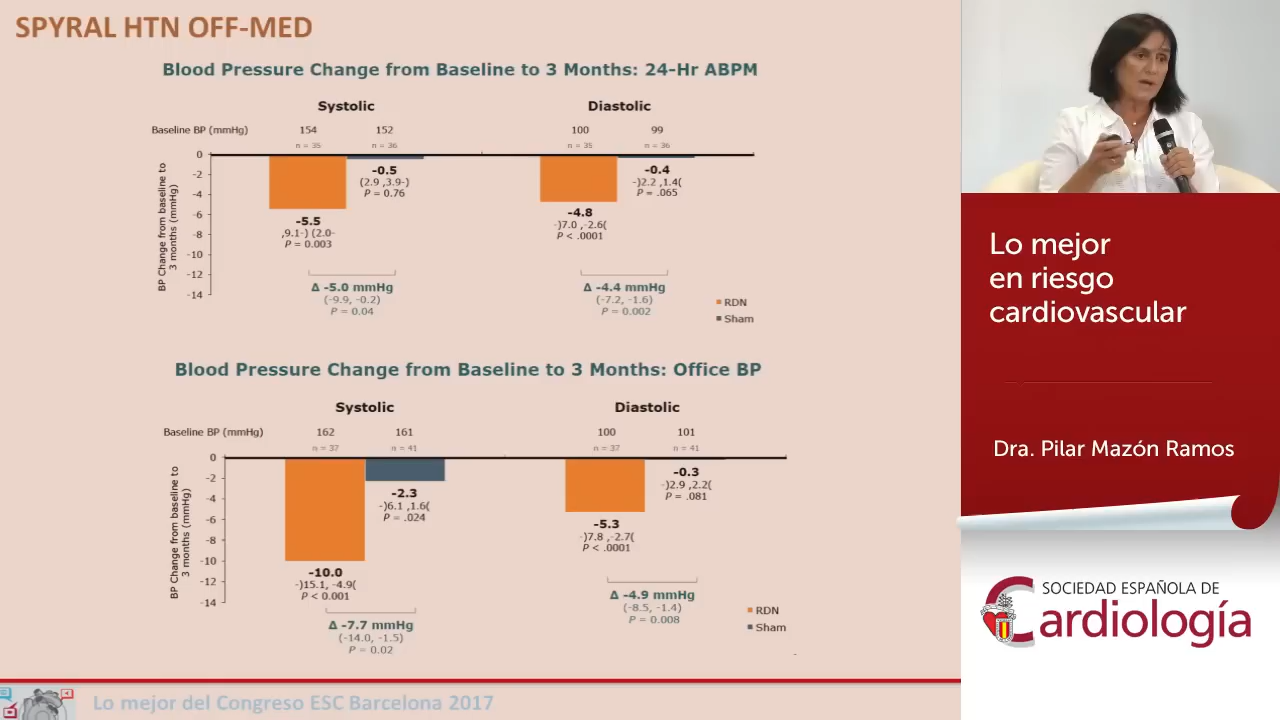 SPYRAL HTN OFF-MED
Blood Pressure Change from Baseline to 3 Months: 24-Hr ABPM
Systolic
Diastolic
Baseline BP (mmHg)
154
152
100
99
n = 35
n = 36
n = 35
n = 36
BP Change from baseline to
3 months (mmHg)
0
-2
-4
-6
-8
-10
-12
-14
-5.5
,9.1-) (2.0-
P = 0.003
-0.5
(2.9 ,3.9-)
P = 0.76
Δ -5.0 mmHg
(-9.9, -0.2)
P = 0.04
-4.8
-)7.0 ,-2.6(
P < .0001
-0.4
-)2.2 ,1.4(
P = .065
Δ -4.4 mmHg
(-7.2, -1.6)
P = 0.002
RDN
Sham
Blood Pressure Change from Baseline to 3 Months: Office BP
Systolic
Diastolic
Baseline BP (mmHg)
162
161
100
101
n = 37
n = 41
n = 37
n = 41
BP Change from baseline to
3 months (mmHg)
0
-2
-4
-6
-8
-10
-12
-14
-10.0
-)15.1, -4.9(
P < 0.001
-2.3
-)6.1 ,1.6(
P = .024
Δ -7.7 mmHg
(-14.0, -1.5)
P = 0.02
-5.3
-)7.8 ,-2.7(
P < .0001
-0.3
-)2.9 ,2.2(
P = .081
Δ -4.9 mmHg
(-8.5, -1.4)
P = 0.008
RDN
Sham
Lo mejor del Congreso ESC Barcelona 2017
Lo mejor
en riesgo
cardiovascular
Dra. Pilar Mazón Ramos
SOCIEDAD ESPAÑOLA DE
Cardiología